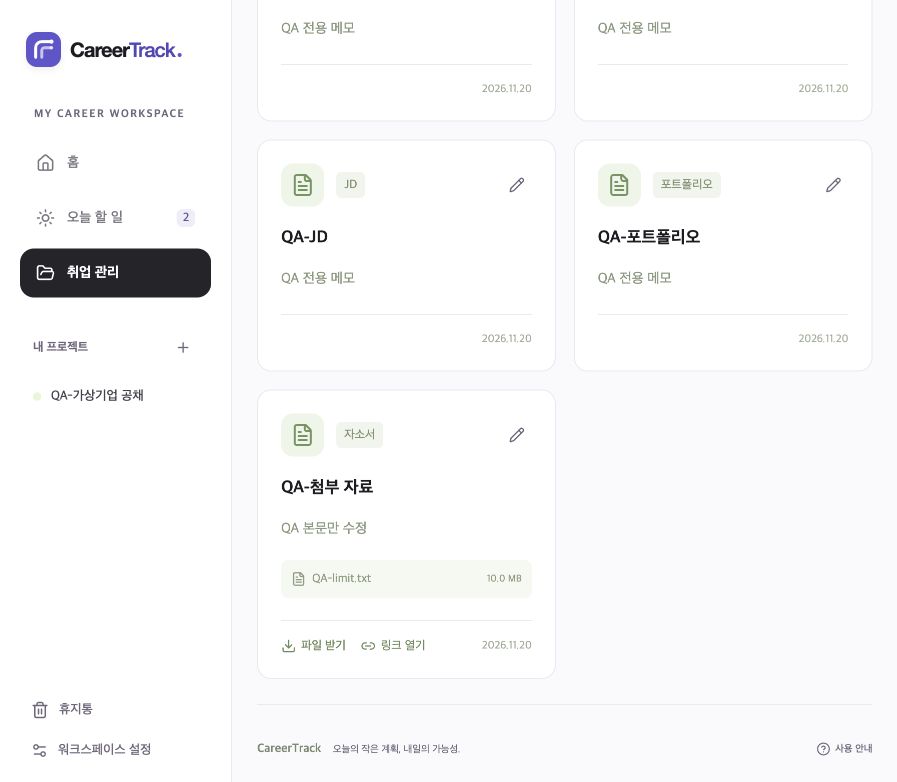 CareerTrack.
MY CAREER WORKSPACE
홈
오늘 할 일 2
취업 관리
내 프로젝트 +
QA-가상기업 공채
휴지통
워크스페이스 설정
QA 전용 메모
2026.11.20
QA 전용 메모
2026.11.20
JD
QA-JD
QA 전용 메모
2026.11.20
포트폴리오
QA-포트폴리오
QA 전용 메모
2026.11.20
자소서
QA-첨부 자료
QA 본문만 수정
QA-limit.txt 10.0 MB
파일 받기 링크 열기 2026.11.20
CareerTrack 오늘의 작은 계획, 내일의 가능성. 사용 안내